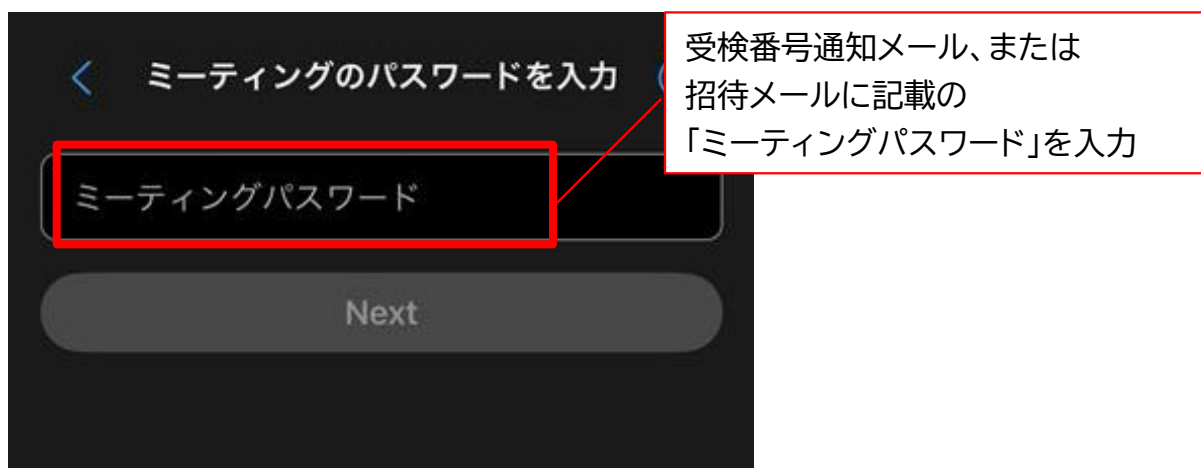 ミーティングのパスワードを入力
受検番号通知メール、または
招待メールに記載の
「ミーティングパスワード」を入力
ミーティングパスワード
Next